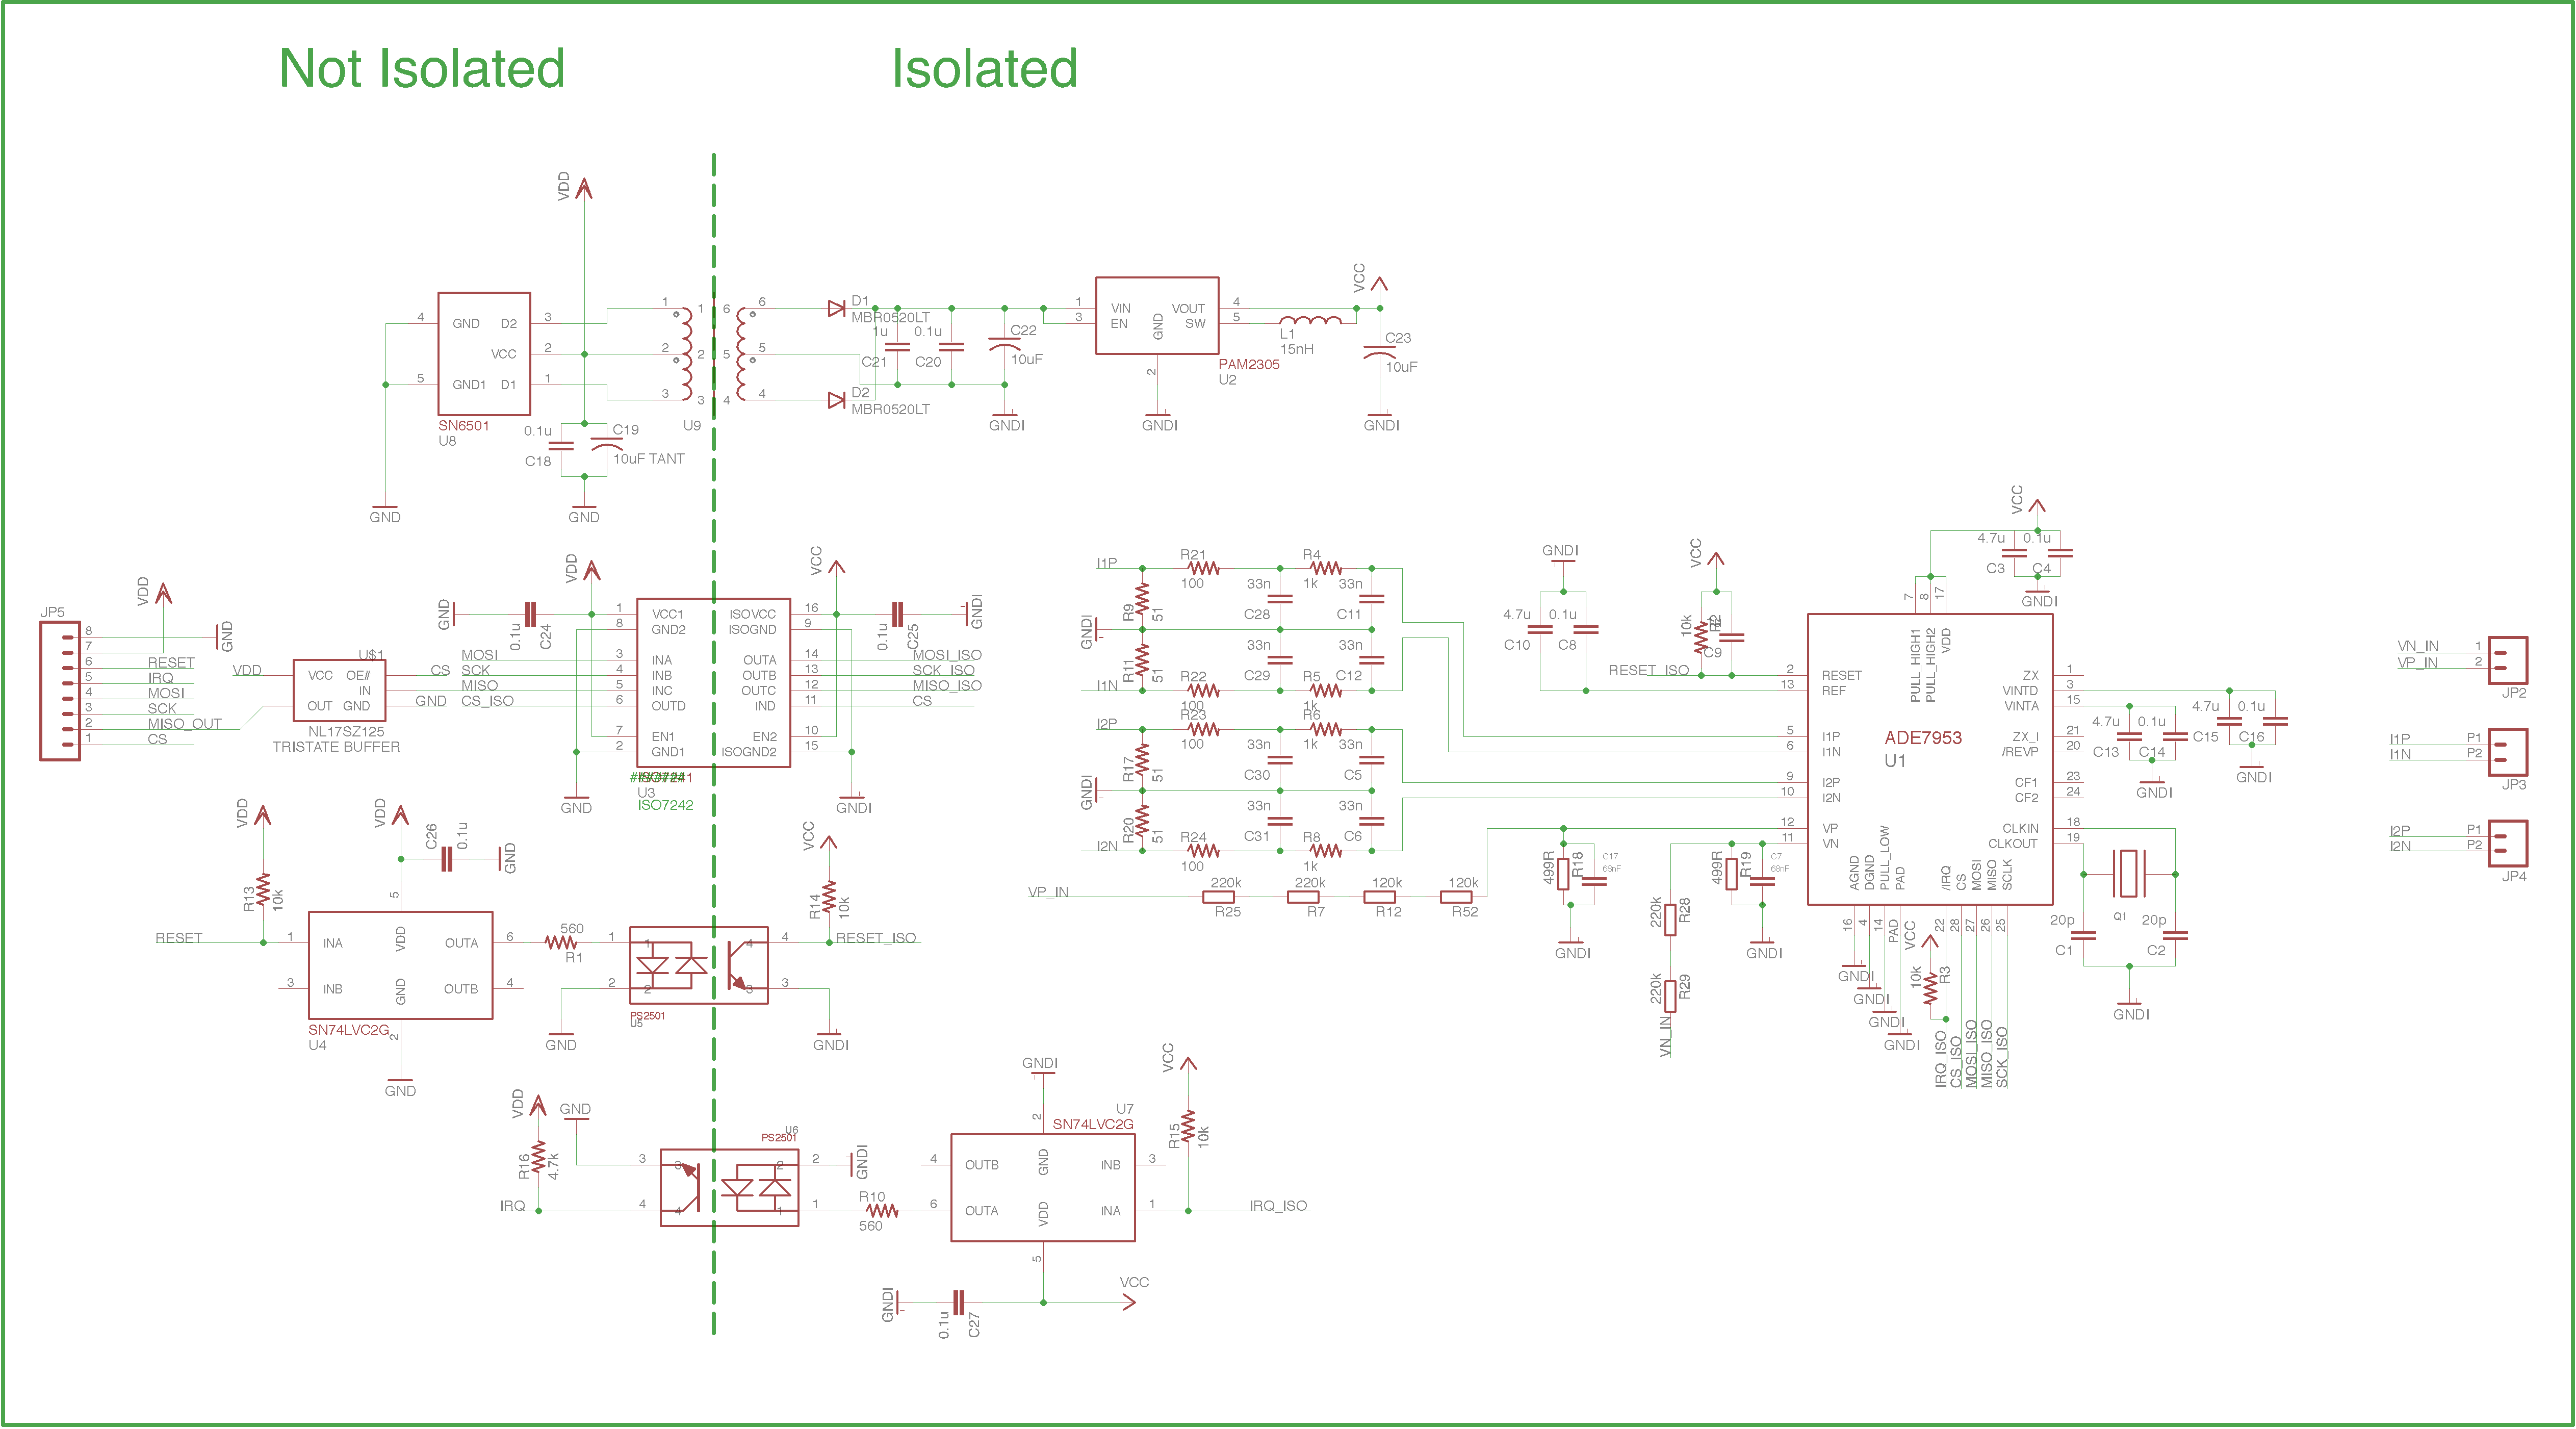 Not Isolated
Isolated
VDD
4 GND D2 3
VCC 2
5 GND1 D1 1
SN6501
U8
GND
0.1u
C18
C19
10uF TANT
GND
1 1 6 6
2 2 5 5
3 3 4 4
U9
D1
MBR0520LT
D2
MBR0520LT
1u
C21
0.1u
C20
C22
10uF
GNDI
1 VIN VOUT 4
3 EN SW 5
GND
2
PAM2305
U2
GNDI
L1
15nH
VCC
C23
10uF
GNDI
JP5
VDD
8
GND
7
6 RESET
5 IRQ
4 MOSI
3 SCK
2 MISO_OUT
1 CS
VDD
U$1
VCC OE#
IN
OUT GND
NL17SZ125
TRISTATE BUFFER
CS
GND
VDD
GND
0.1u
C24
MOSI
SCK
MISO
CS_ISO
1 VCC1 ISOVCC 16
8 GND2 ISOGND 9
3 INA OUTA 14
4 INB OUTB 13
5 INC OUTC 12
6 OUTD IND 11
7 EN1 EN2 10
2 GND1 ISOGND2 15
ISO7241
U3
ISO7242
GND
VCC
0.1u
C25
GNDI
MOSI_ISO
SCK_ISO
MISO_ISO
CS
GNDI
VDD
R13
10k
RESET
VDD
C26
0.1u
GND
5
1 INA VDD OUTA 6
3 INB GND OUTB 4
SN74LVC2G
U4
2
GND
560
R1
1 1 4 4
2 2 3 3
PS2501
U5
GND
VCC
R14
10k
RESET_ISO
GNDI
VDD
R16
4.7k
GND
IRQ
U6
PS2501
3 3 2 2
4 4 1 1
GNDI
R10
560
GNDI
2
U7
SN74LVC2G
4 OUTB GND INB 3
6 OUTA VDD INA 1
5
VCC
R15
10k
IRQ_ISO
VCC
GNDI
0.1u
C27
I1P
R21
100
R4
1k
R9
51
33n
C28
33n
C11
GNDI
R11
51
33n
C29
33n
C12
I1N
R22
100
R5
1k
I2P
R23
100
R6
1k
R17
51
33n
C30
33n
C5
GNDI
R20
51
33n
C31
33n
C6
I2N
R24
100
R8
1k
VP_IN
220k
R25
220k
R7
120k
R12
120k
R52
GNDI
4.7u
C10
0.1u
C8
VCC
10k
C9
RESET_ISO
499R
R18
C17
68nF
GNDI
220k
R28
220k
R29
VN_IN
499R
R19
C7
68nF
GNDI
VCC
4.7u
C3
0.1u
C4
GNDI
7
8
17
PULL_HIGH1
PULL_HIGH2
VDD
2 RESET ZX 1
13 REF VINTD 3
VINTA 15
5 I1P ZX_I 21
6 I1N /REVP 20
ADE7953
U1
9 I2P CF1 23
10 I2N CF2 24
12 VP CLKIN 18
11 VN CLKOUT 19
AGND
DGND
PULL_LOW
PAD
/IRQ
CS
MOSI
MISO
SCLK
16
4
14
PAD
22
28
27
26
25
GNDI
GNDI
GNDI
GNDI
VCC
10k
R3
IRQ_ISO
CS_ISO
MOSI_ISO
MISO_ISO
SCK_ISO
4.7u
C13
0.1u
C14
GNDI
4.7u
C15
0.1u
C16
GNDI
Q1
20p
C1
20p
C2
GNDI
VN_IN 1
VP_IN 2
JP2
I1P P1
I1N P2
JP3
I2P P1
I2N P2
JP4